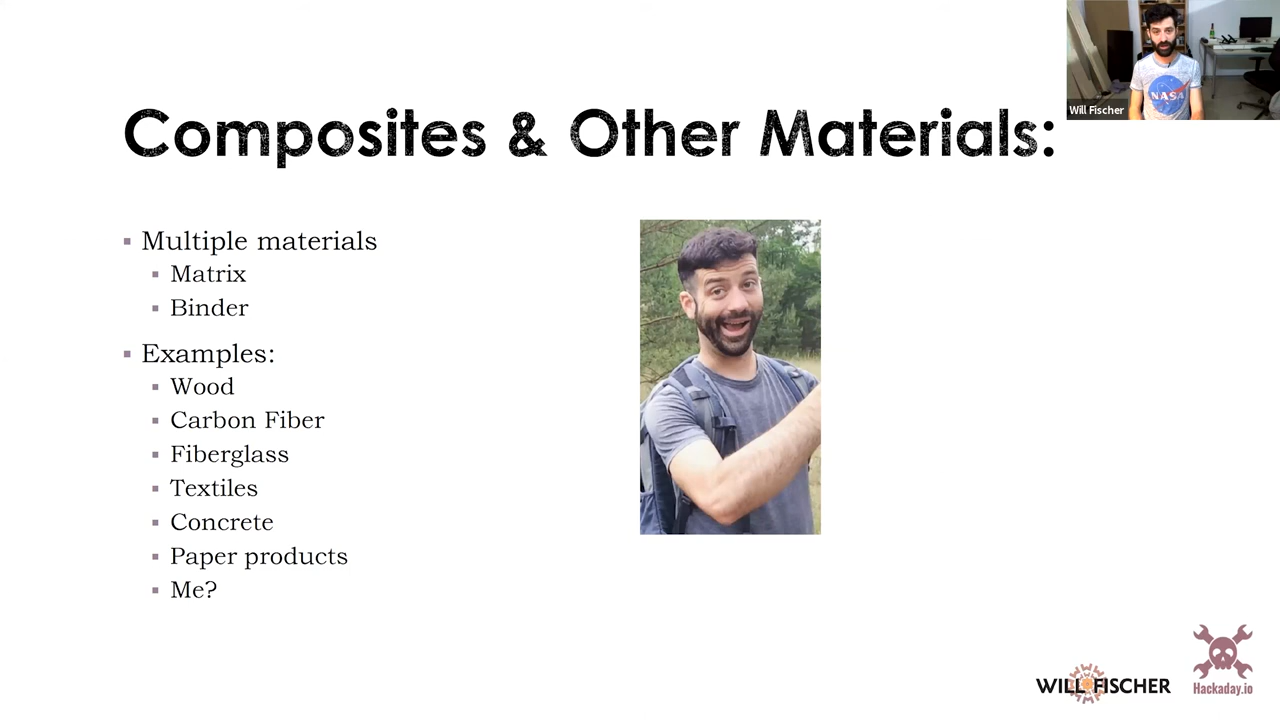 Composites & Other Materials:
NASA
Will Fischer
Multiple materials
Matrix
Binder
Examples:
Wood
Carbon Fiber
Fiberglass
Textiles
Concrete
Paper products
Me?
WILL FISCHER
Hackaday.io